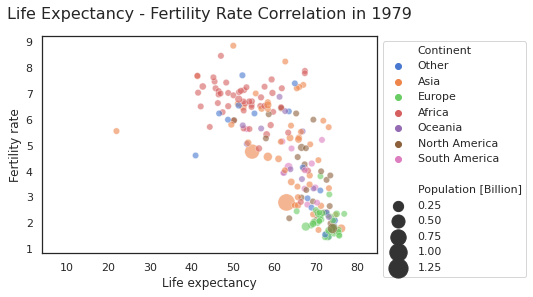 Life Expectancy - Fertility Rate Correlation in 1979
Fertility rate
9
8
7
6
5
4
3
2
1
10 20 30 40 50 60 70 80
Life expectancy
Continent
Other
Asia
Europe
Africa
Oceania
North America
South America
Population [Billion]
0.25
0.50
0.75
1.00
1.25